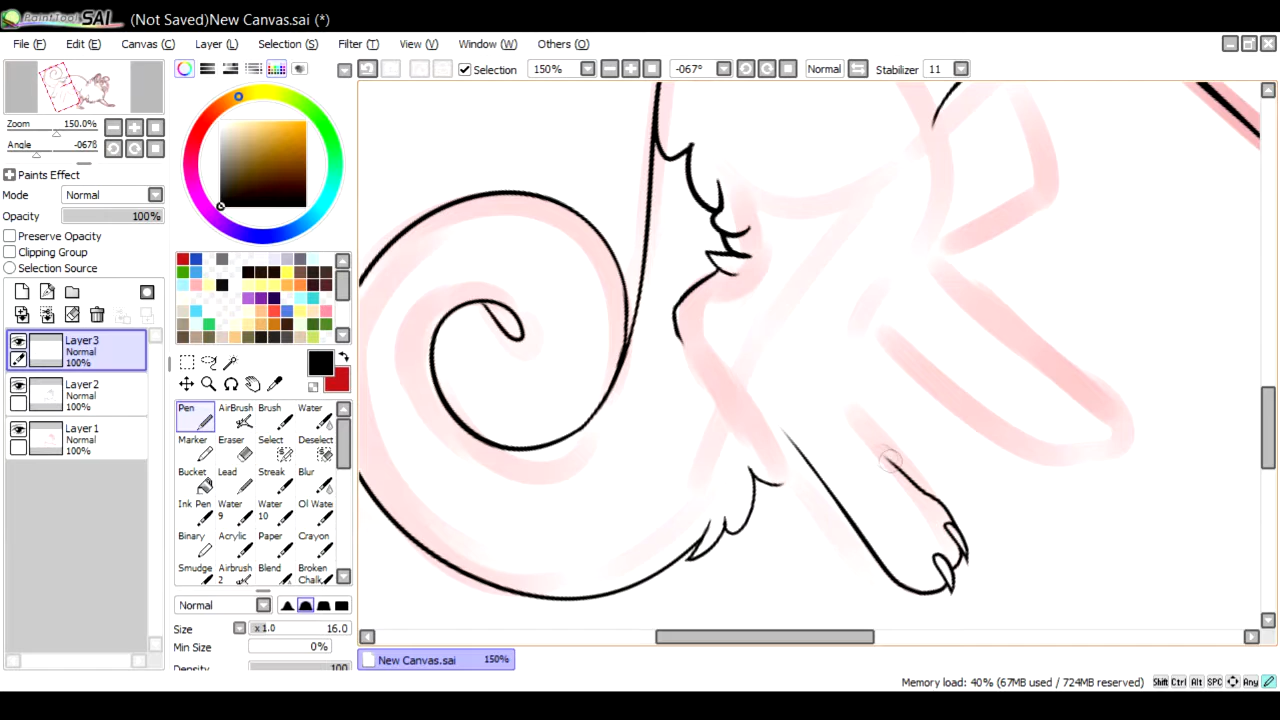 PaintTool SAI (Not Saved)New Canvas.sai (*)
File (F) Edit (E) Canvas (C) Layer (L) Selection (S) Filter (T) View (V) Window (W) Others (O)
Selection 150% -067° Normal Stabilizer 11
Zoom 150.0%
Angle -067ß
Paints Effect
Mode Normal
Opacity 100%
Preserve Opacity
Clipping Group
Selection Source
Layer3
Normal
100%
Layer2
Normal
100%
Layer1
Normal
100%
Pen AirBrush Brush Water
Marker Eraser Select Deselect
Bucket Lead Streak Blur
Ink Pen Water 9 Water 10 Ol Wate
Binary Acrylic Paper Crayon
Smudge Airbrush 2 Blend Broken Chalk
Normal
Size x1.0 16.0
Min Size 0%
Density 100
New Canvas.sai 150%
Memory load: 40% (67MB used / 724MB reserved) Shift Ctrl Alt SPC Any